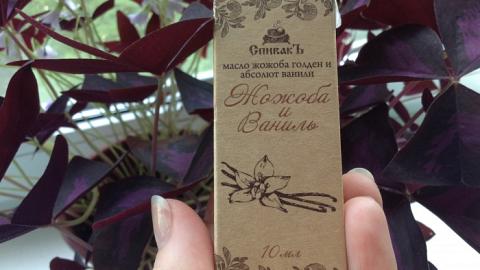 СпивакЪ
масло жожоба голден и
абсолют ванили
Жожоба
и
Ваниль
10 мл